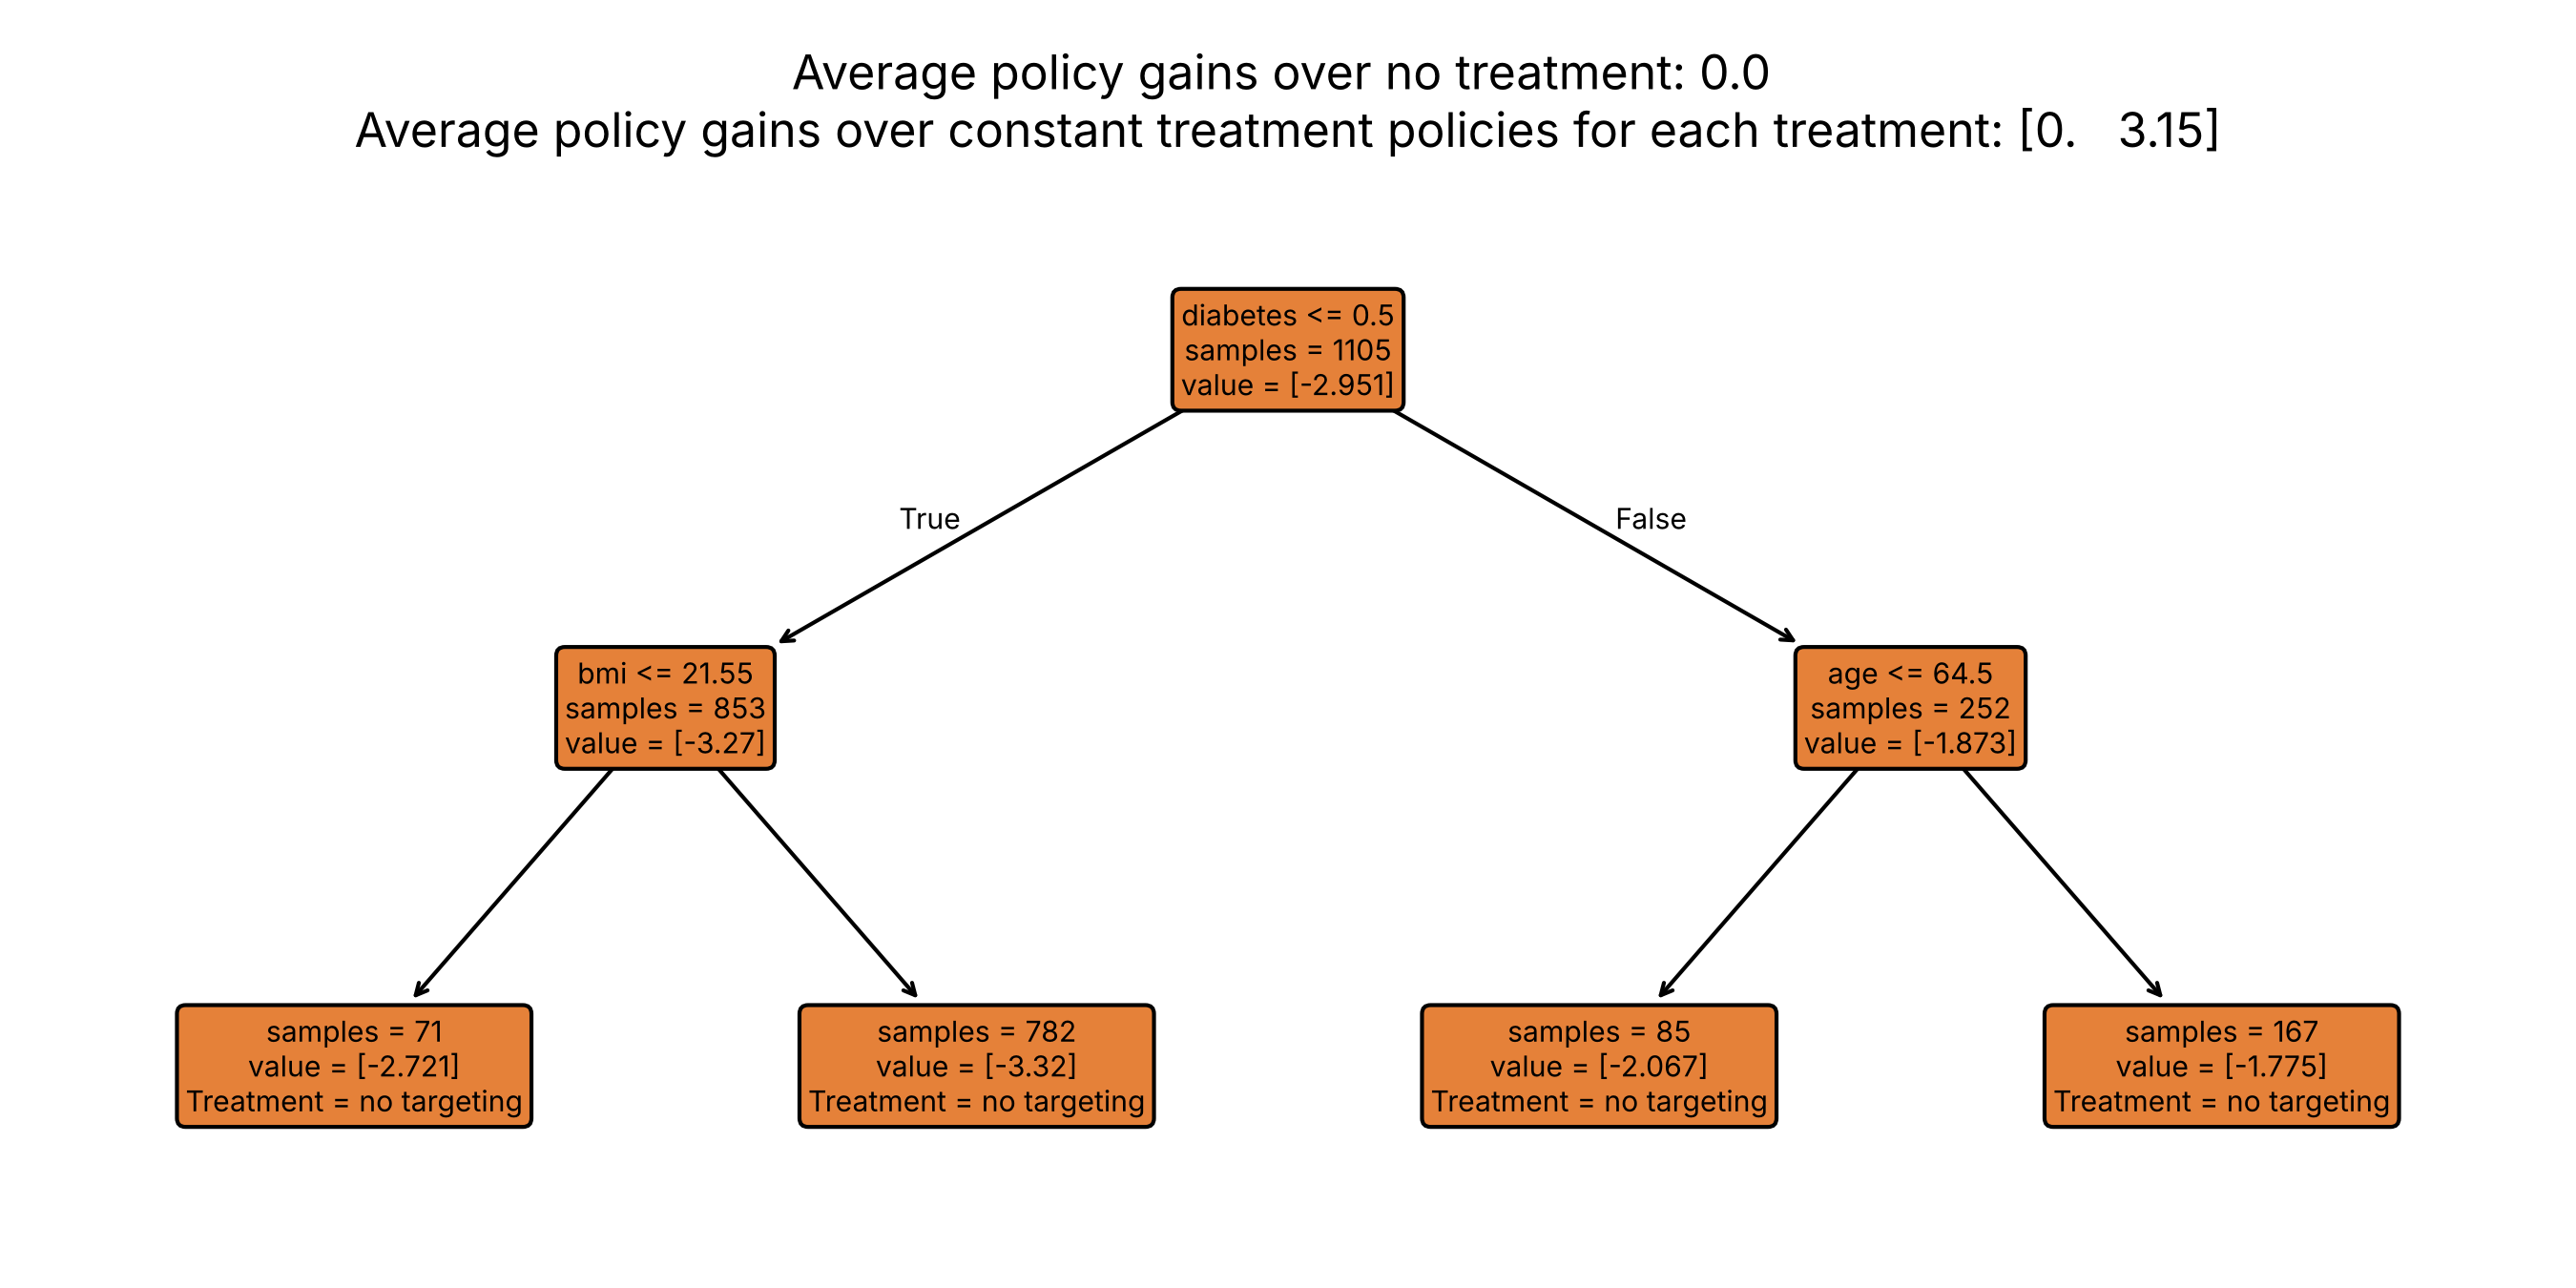 Average policy gains over no treatment: 0.0
Average policy gains over constant treatment policies for each treatment: [0.   3.15]
diabetes <= 0.5
samples = 1105
value = [-2.951]
True
False
bmi <= 21.55
samples = 853
value = [-3.27]
age <= 64.5
samples = 252
value = [-1.873]
samples = 71
value = [-2.721]
Treatment = no targeting
samples = 782
value = [-3.32]
Treatment = no targeting
samples = 85
value = [-2.067]
Treatment = no targeting
samples = 167
value = [-1.775]
Treatment = no targeting